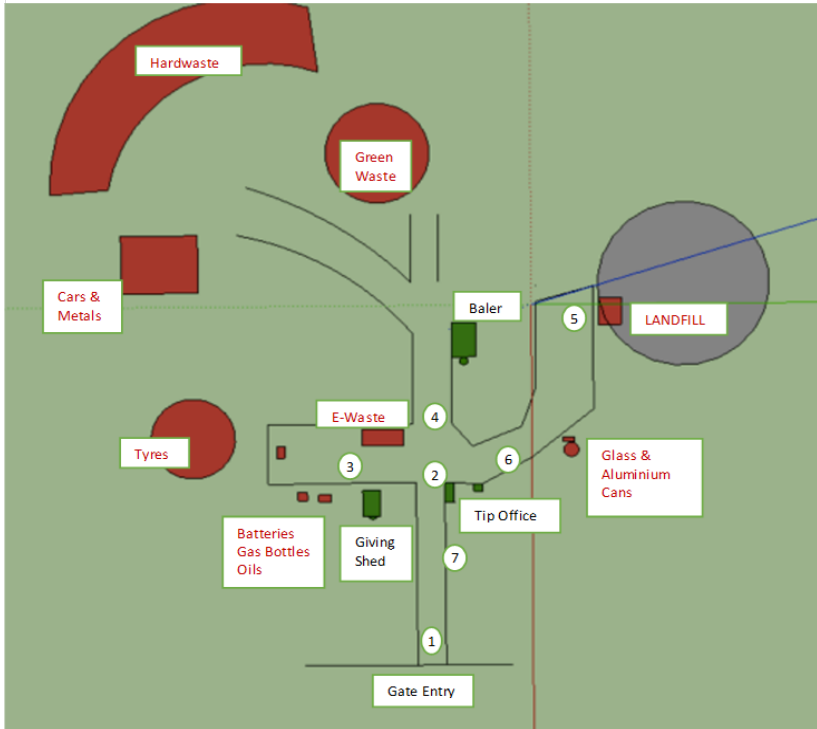 Hardwaste
Green
Waste
Cars &
Metals
Baler
5
LANDFILL
E-Waste
4
Tyres
3
2
6
Glass &
Aluminium
Cans
Tip Office
Batteries
Gas Bottles
Oils
Giving
Shed
7
1
Gate Entry